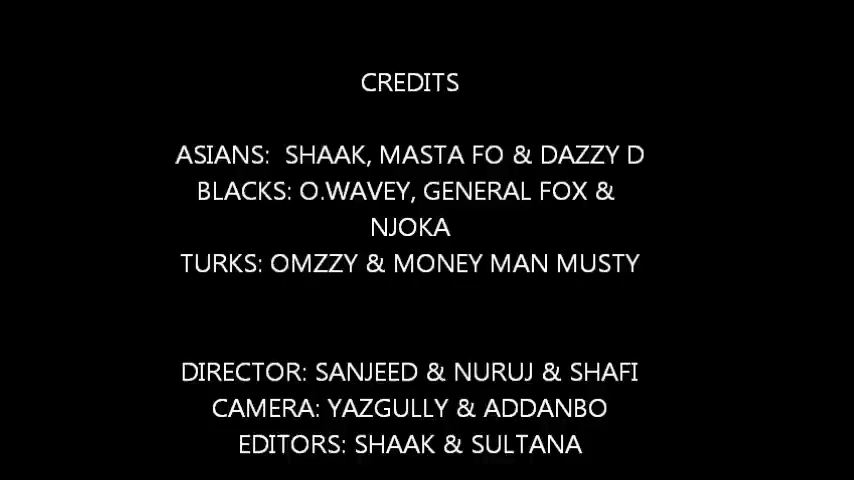 CREDITS
ASIANS:  SHAAK, MASTA FO & DAZZY D
BLACKS: O.WAVEY, GENERAL FOX &
NJOKA
TURKS: OMZZY & MONEY MAN MUSTY
DIRECTOR: SANJEED & NURUJ & SHAFI
CAMERA: YAZGULLY & ADDANBO
EDITORS: SHAAK & SULTANA